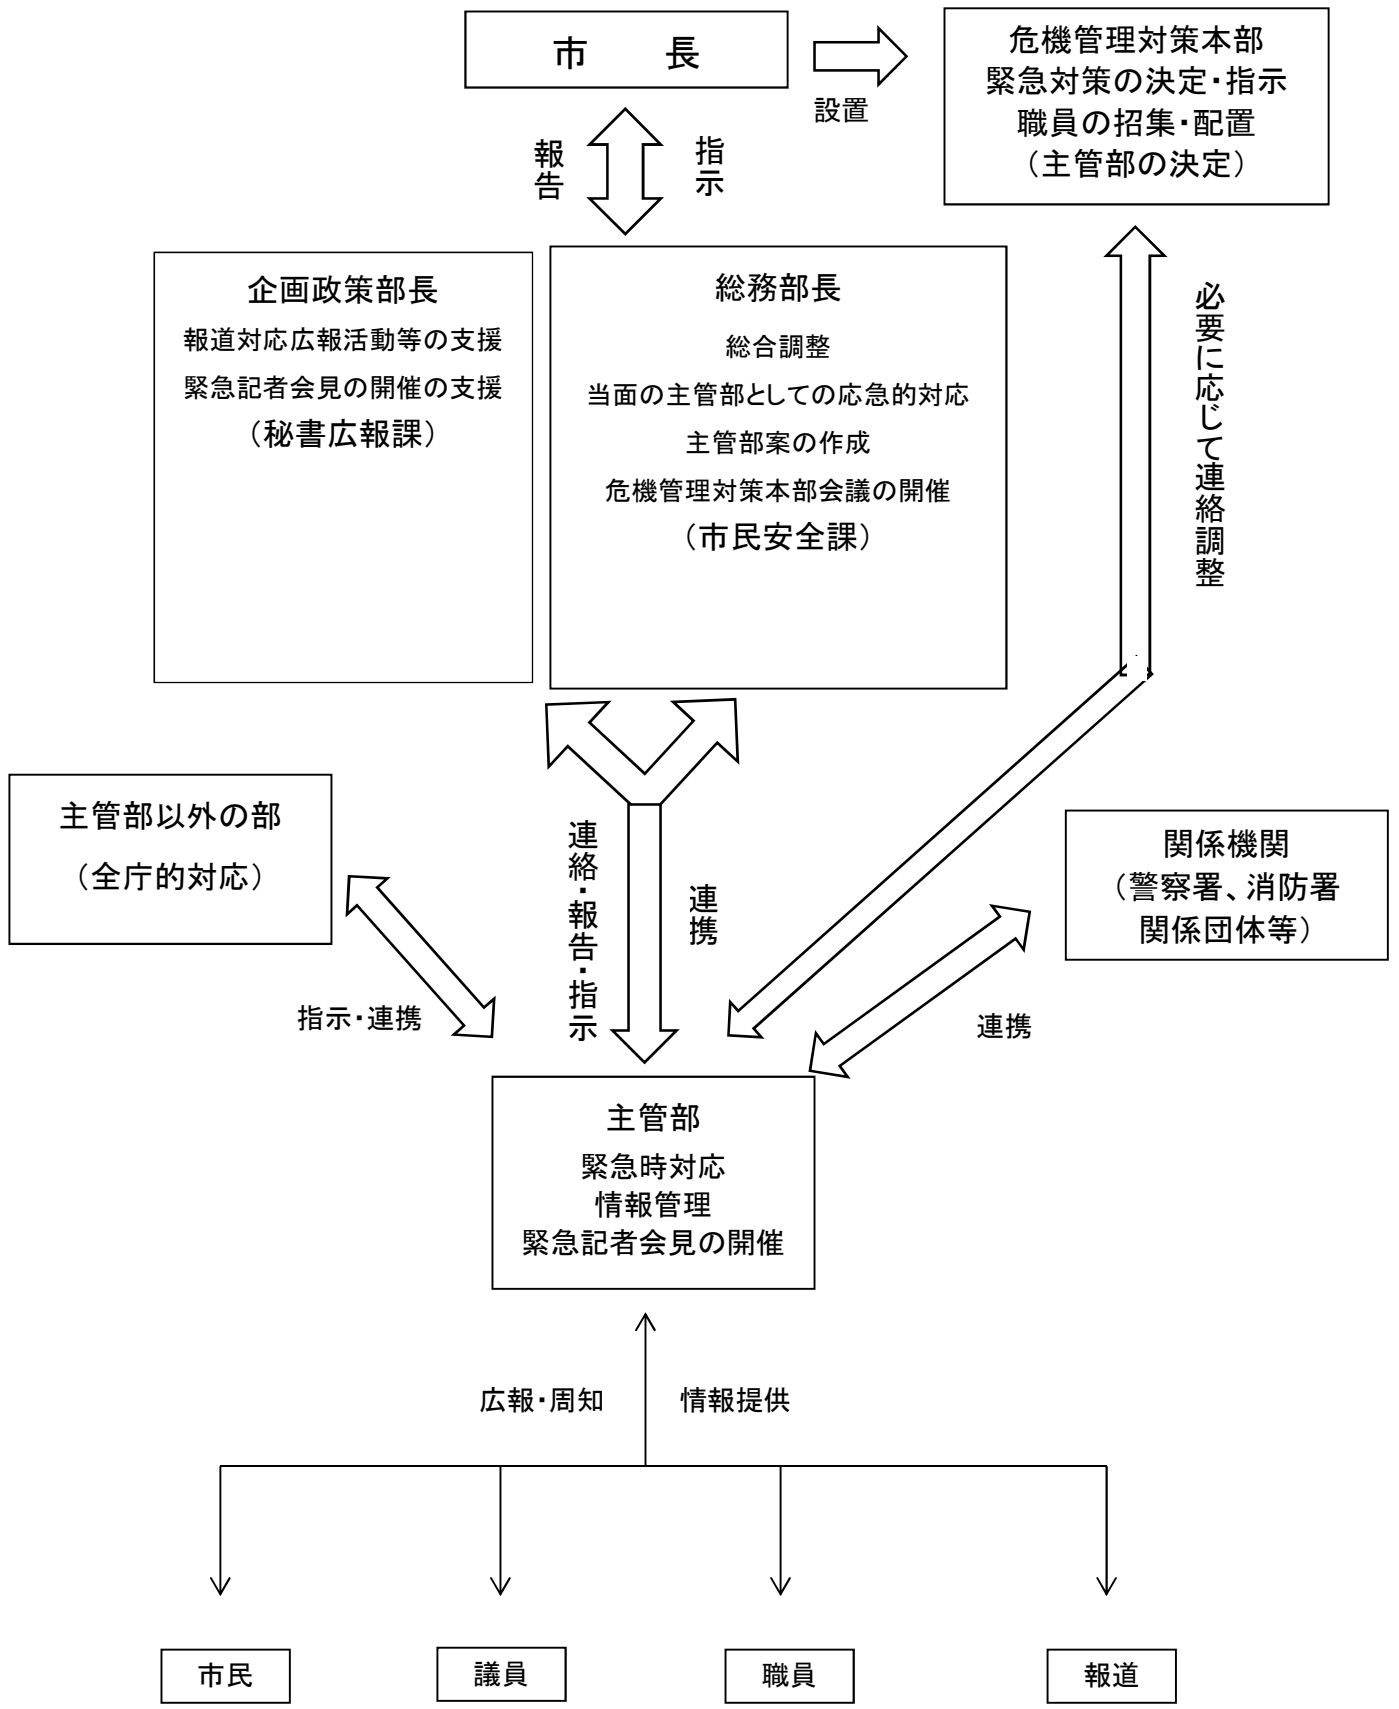 市　　長
設置
危機管理対策本部
緊急対策の決定・指示
職員の招集・配置
（主管部の決定）
報告
指示
企画政策部長
報道対応広報活動等の支援
緊急記者会見の開催の支援
（秘書広報課）
総務部長
総合調整
当面の主管部としての応急的対応
主管部案の作成
危機管理対策本部会議の開催
（市民安全課）
必要に応じて連絡調整
主管部以外の部
（全庁的対応）
指示・連携
連絡・報告・指示
連携
関係機関
（警察署、消防署
関係団体等）
連携
主管部
緊急時対応
情報管理
緊急記者会見の開催
広報・周知
情報提供
市民
議員
職員
報道